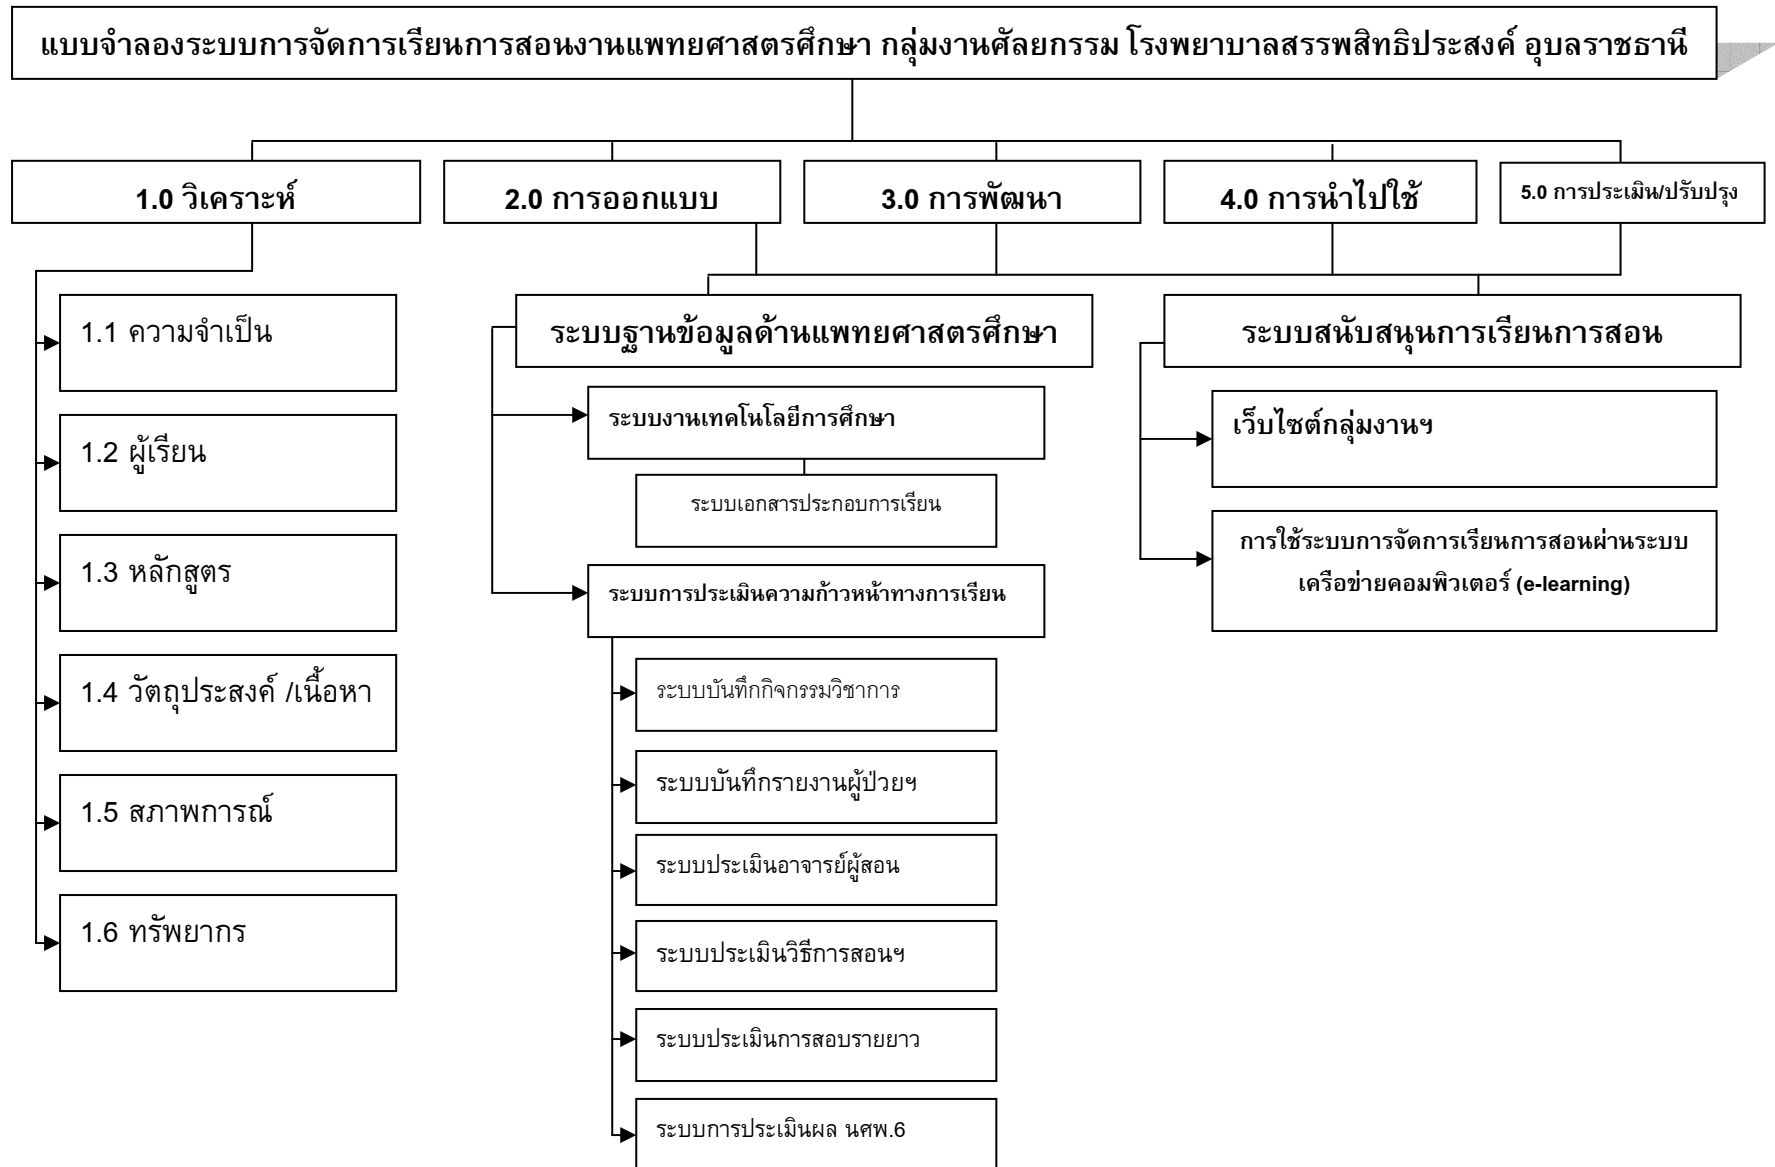 แบบจำลองระบบการจัดการเรียนการสอนงานแพทยศาสตรศึกษา กลุ่มงานศัลยกรรม โรงพยาบาลสรรพสิทธิประสงค์ อุบลราชธานี
1.0 วิเคราะห์
2.0 การออกแบบ
3.0 การพัฒนา
4.0 การนำไปใช้
5.0 การประเมิน/ปรับปรุง
1.1 ความจำเป็น
1.2 ผู้เรียน
1.3 หลักสูตร
1.4 วัตถุประสงค์ /เนื้อหา
1.5 สภาพการณ์
1.6 ทรัพยากร
ระบบฐานข้อมูลด้านแพทยศาสตรศึกษา
ระบบงานเทคโนโลยีการศึกษา
ระบบเอกสารประกอบการเรียน
ระบบการประเมินความก้าวหน้าทางการเรียน
ระบบบันทึกกิจกรรมวิชาการ
ระบบบันทึกรายงานผู้ป่วยฯ
ระบบประเมินอาจารย์ผู้สอน
ระบบประเมินวิธีการสอนฯ
ระบบประเมินการสอบรายยาว
ระบบการประเมินผล นศพ.6
ระบบสนับสนุนการเรียนการสอน
เว็บไซต์กลุ่มงานฯ
การใช้ระบบการจัดการเรียนการสอนผ่านระบบ
เครือข่ายคอมพิวเตอร์ (e-learning)